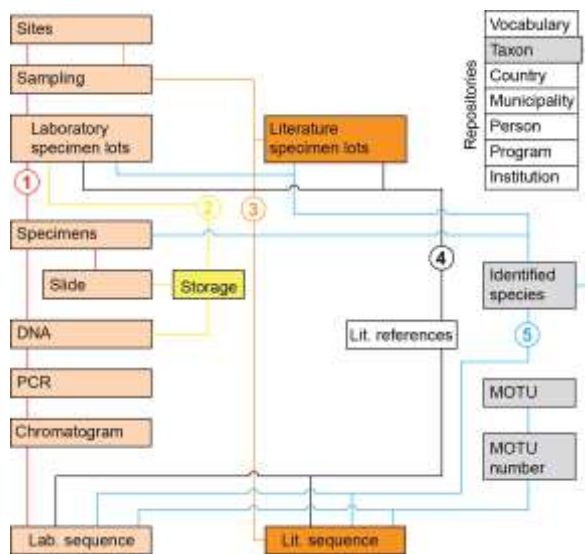 Sites
Sampling
Laboratory
specimen lots
Literature
specimen lots
1
2
3
4
5
Specimens
Slide
Storage
DNA
PCR
Chromatogram
Lab. sequence
Lit. sequence
Lit. references
Identified
species
MOTU
MOTU
number
Repositories
Vocabulary
Taxon
Country
Municipality
Person
Program
Institution